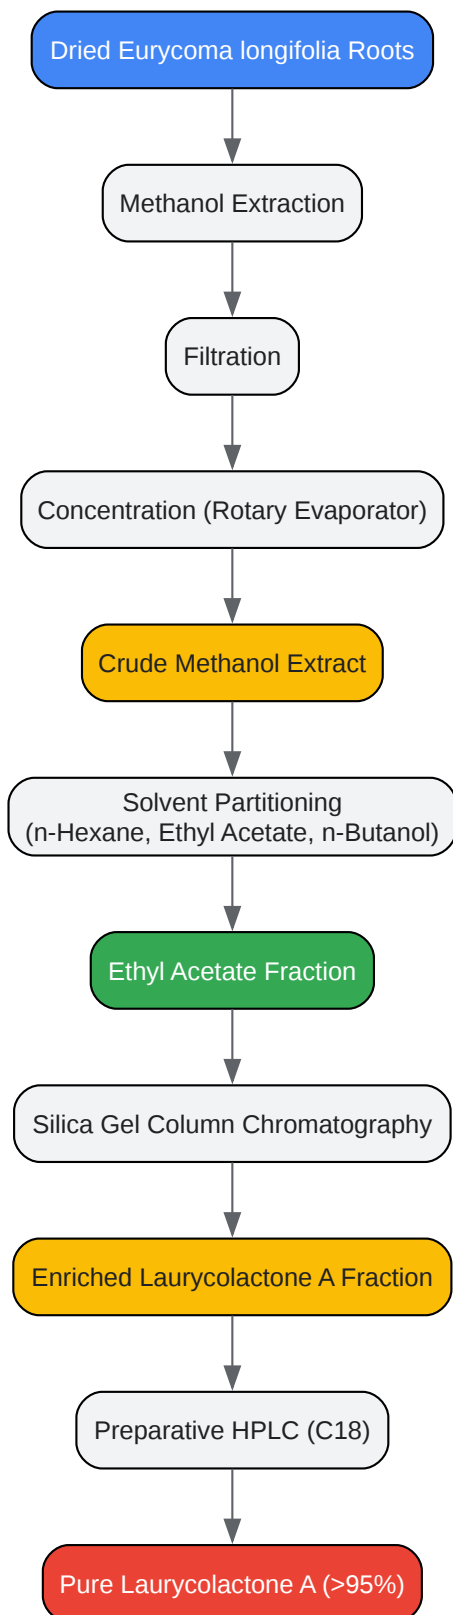 Dried Eurycoma longifolia Roots
Methanol Extraction
Filtration
Concentration (Rotary Evaporator)
Crude Methanol Extract
Solvent Partitioning
(n-Hexane, Ethyl Acetate, n-Butanol)
Ethyl Acetate Fraction
Silica Gel Column Chromatography
Enriched Laurycolactone A Fraction
Preparative HPLC (C18)
Pure Laurycolactone A (>95%)